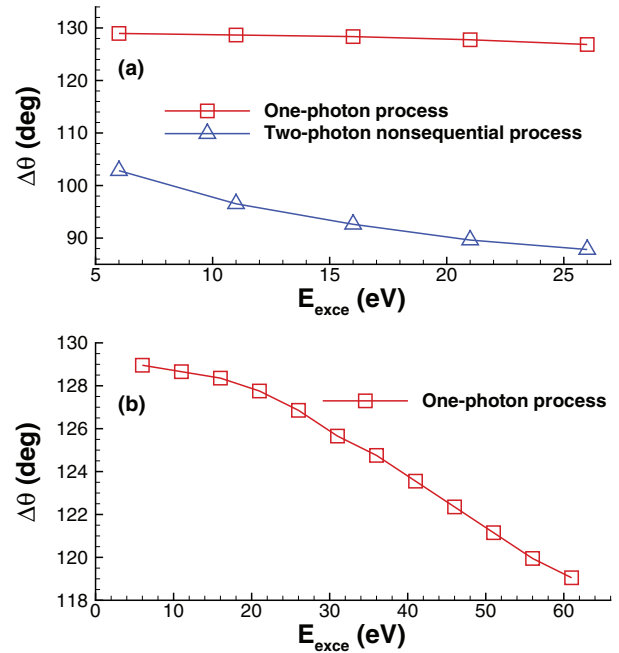 130
120
110
100
90
Δθ (deg)
(a)
One-photon process
Two-photon nonsequential process
5 10 15 20 25
E_exce (eV)
130
128
126
124
122
120
118
Δθ (deg)
(b)
One-photon process
0 10 20 30 40 50 60
E_exce (eV)